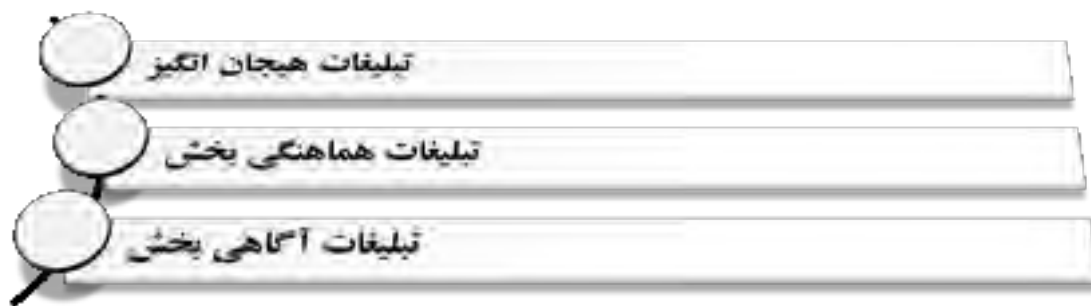 تبلیغات هیجان انگیز
تبلیغات هماهنگی بخش
تبلیغات آگاهی بخش